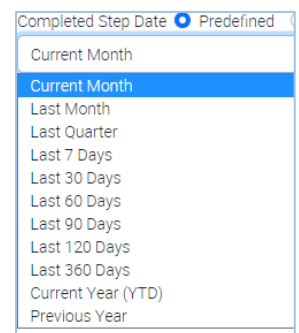 Completed Step Date Predefined
Current Month
Current Month
Last Month
Last Quarter
Last 7 Days
Last 30 Days
Last 60 Days
Last 90 Days
Last 120 Days
Last 360 Days
Current Year (YTD)
Previous Year